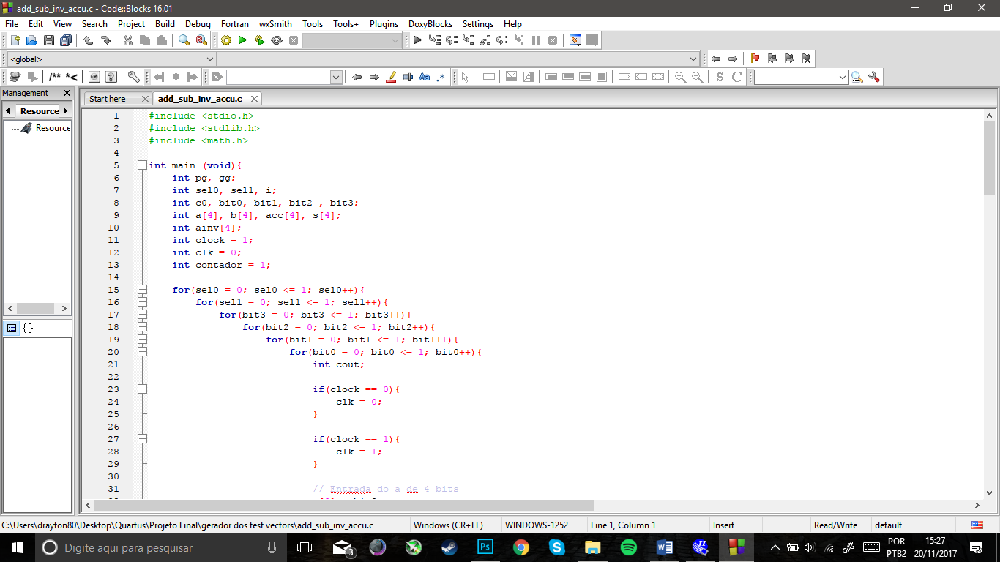 add_sub_inv_accu.c - Code::Blocks 16.01
File Edit View Search Project Build Debug Fortran wxSmith Tools Tools+ Plugins DoxyBlocks Settings Help
<global>
/** *<
Aa .*
S C
Management
Start here add_sub_inv_accu.c
Resource
Resource
1 #include <stdio.h>
2 #include <stdlib.h>
3 #include <math.h>
4
5 int main (void){
6 int pg, gg;
7 int sel0, sel1, i;
8 int c0, bit0, bit1, bit2 , bit3;
9 int a[4], b[4], acc[4], s[4];
10 int ainv[4];
11 int clock = 1;
12 int clk = 0;
13 int contador = 1;
14
15 for(sel0 = 0; sel0 <= 1; sel0++){
16 for(sel1 = 0; sel1 <= 1; sel1++){
17 for(bit3 = 0; bit3 <= 1; bit3++){
18 for(bit2 = 0; bit2 <= 1; bit2++){
19 for(bit1 = 0; bit1 <= 1; bit1++){
20 for(bit0 = 0; bit0 <= 1; bit0++){
21 int cout;
22
23 if(clock == 0){
24 clk = 0;
25 }
26
27 if(clock == 1){
28 clk = 1;
29 }
30
31 // Entrada do a de 4 bits
{}
C:\Users\drayton80\Desktop\Quartus\Projeto Final\gerador dos test vectors\add_sub_inv_accu.c Windows (CR+LF) WINDOWS-1252 Line 1, Column 1 Insert Read/Write default
Digite aqui para pesquisar
3
Ps
POR
PTB2
15:27
20/11/2017